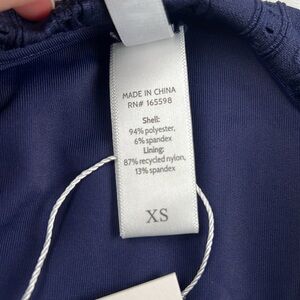 MADE IN CHINA
RN# 165598
Shell:
94% polyester,
6% spandex
Lining:
87% recycled nylon,
13% spandex
XS